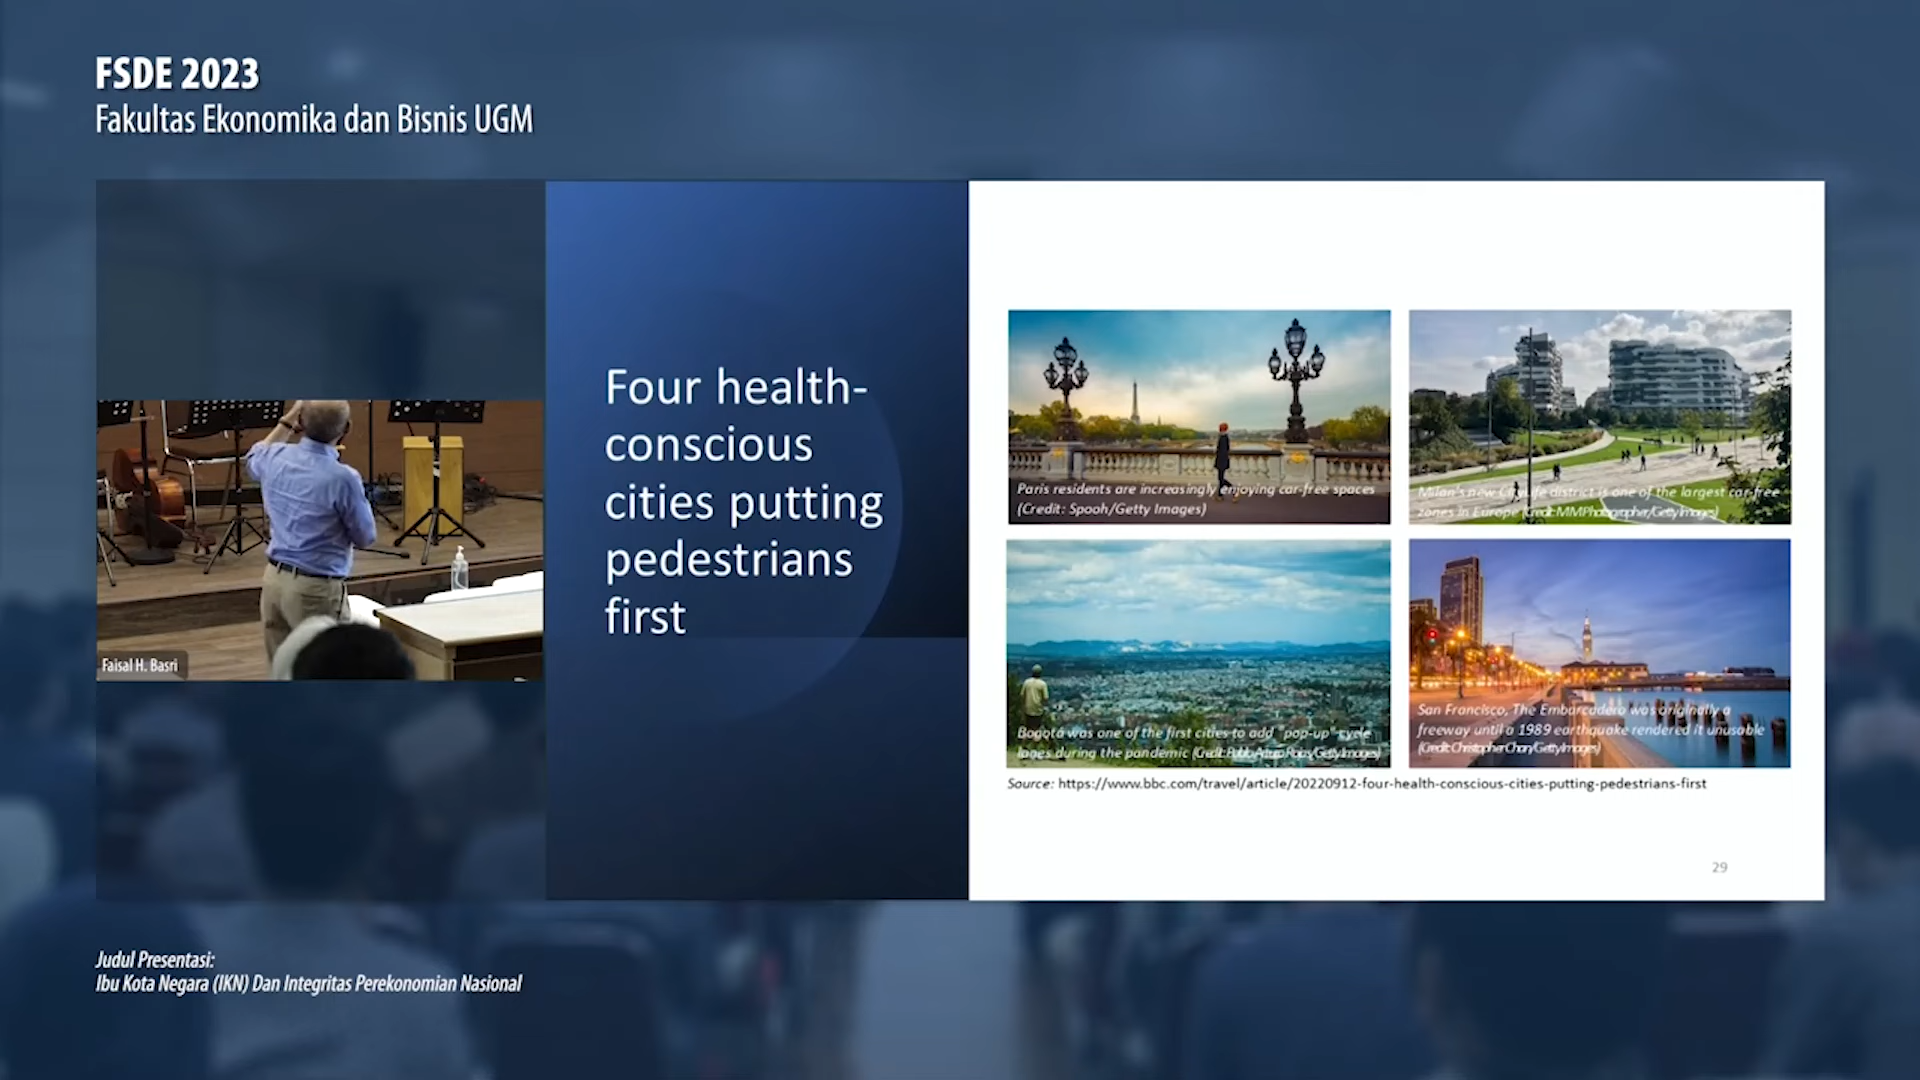 FSDE 2023
Fakultas Ekonomika dan Bisnis UGM
Four health-
conscious
cities putting
pedestrians
first
Paris residents are increasingly enjoying car-free spaces
(Credit: Spooh/Getty Images)
Milan's new CityLife district is one of the largest car-free
zones in Europe (Credit: MMPhotographer/Getty Images)
Bogotá was one of the first cities to add "pop-up" cycle
lanes during the pandemic (Credit: Pablo Arturo Rojas/Getty Images)
San Francisco, The Embarcadero was originally a
freeway until a 1989 earthquake rendered it unusable
(Credit: Christopher Chan/Getty Images)
Source: https://www.bbc.com/travel/article/20220912-four-health-conscious-cities-putting-pedestrians-first
29
Faisal H. Basri
Judul Presentasi:
Ibu Kota Negara (IKN) Dan Integritas Perekonomian Nasional